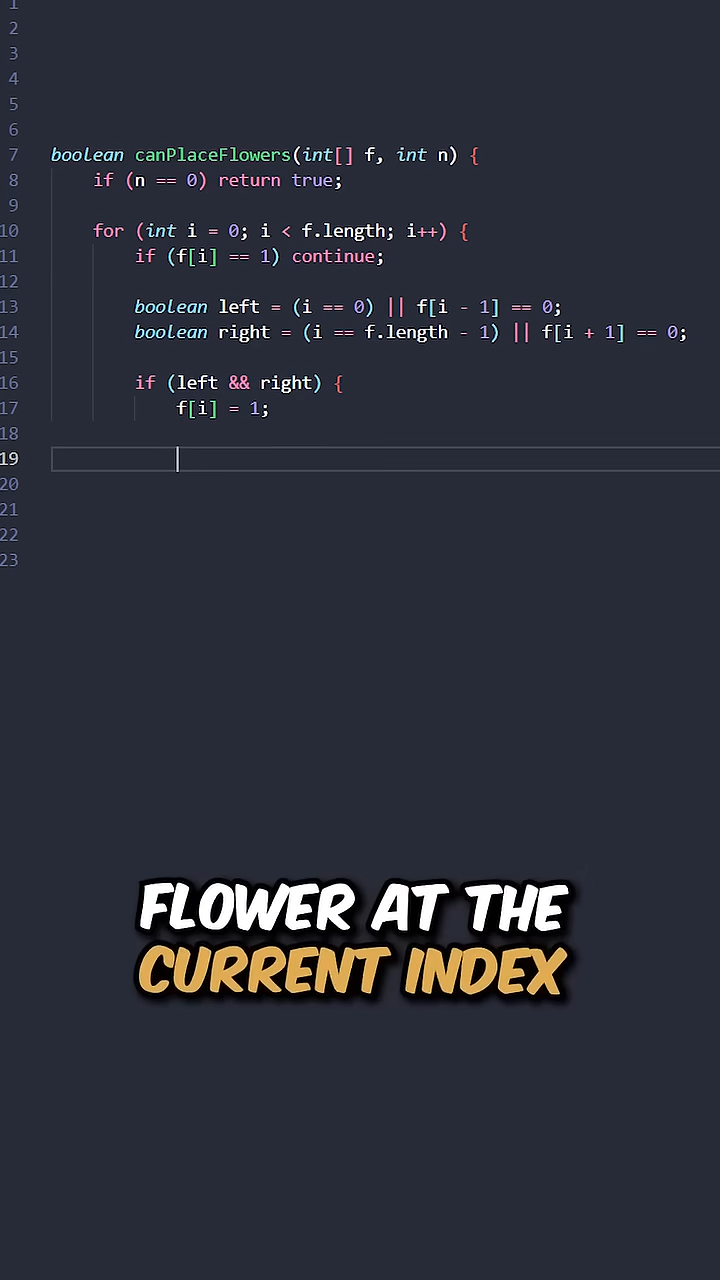 1
2
3
4
5
6
7 boolean canPlaceFlowers(int[] f, int n) {
8 if (n == 0) return true;
9
10 for (int i = 0; i < f.length; i++) {
11 if (f[i] == 1) continue;
12
13 boolean left = (i == 0) || f[i - 1] == 0;
14 boolean right = (i == f.length - 1) || f[i + 1] == 0;
15
16 if (left && right) {
17 f[i] = 1;
18
19
20
21
22
23
FLOWER AT THE
CURRENT INDEX